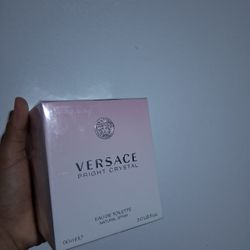 VERSACE
BRIGHT CRYSTAL
EAU DE TOILETTE
NATURAL SPRAY